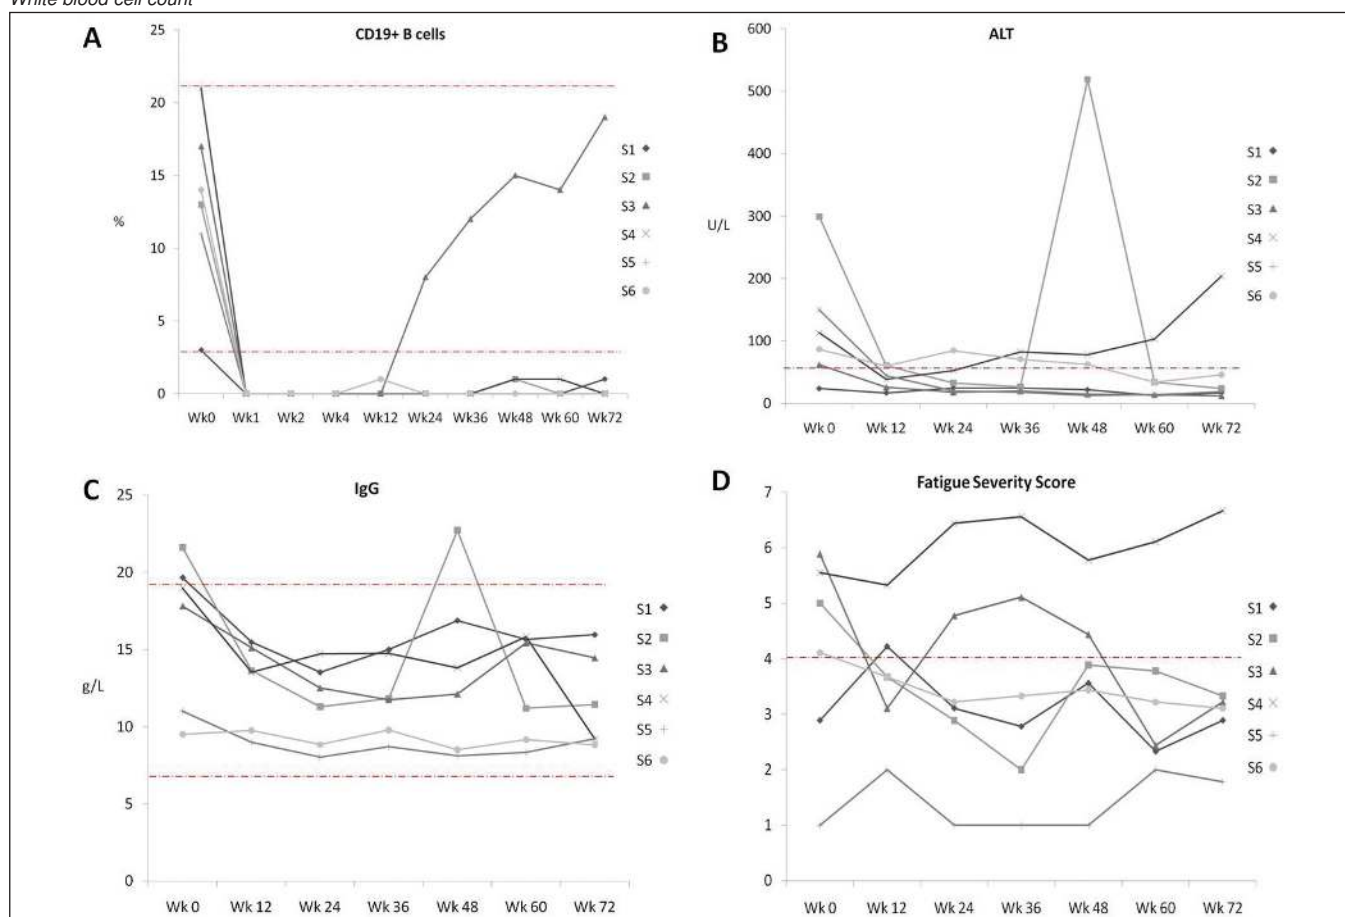 White blood cell count
A
CD19+ B cells
25
20
15
%
10
5
0
Wk0 Wk1 Wk2 Wk4 Wk12 Wk24 Wk36 Wk48 Wk 60 Wk72
S1
S2
S3
S4
S5
S6
B
ALT
600
500
400
300
U/L
200
100
0
Wk 0 Wk 12 Wk 24 Wk 36 Wk 48 Wk 60 Wk 72
S1
S2
S3
S4
S5
S6
C
IgG
25
20
15
g/L
10
5
0
Wk 0 Wk 12 Wk 24 Wk 36 Wk 48 Wk 60 Wk 72
S1
S2
S3
S4
S5
S6
D
Fatigue Severity Score
7
6
5
4
3
2
1
0
Wk 0 Wk 12 Wk 24 Wk 36 Wk 48 Wk 60 Wk 72
S1
S2
S3
S4
S5
S6